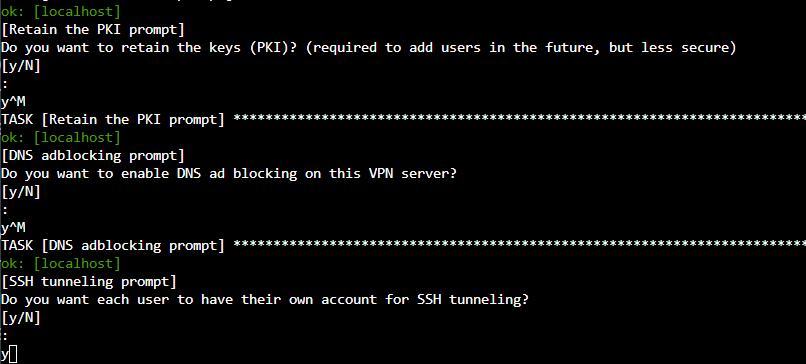 ok: [localhost]
[Retain the PKI prompt]
Do you want to retain the keys (PKI)? (required to add users in the future, but less secure)
[y/N]
:
y^M
TASK [Retain the PKI prompt] ************************************************************************
ok: [localhost]
[DNS adblocking prompt]
Do you want to enable DNS ad blocking on this VPN server?
[y/N]
:
y^M
TASK [DNS adblocking prompt] ************************************************************************
ok: [localhost]
[SSH tunneling prompt]
Do you want each user to have their own account for SSH tunneling?
[y/N]
:
y